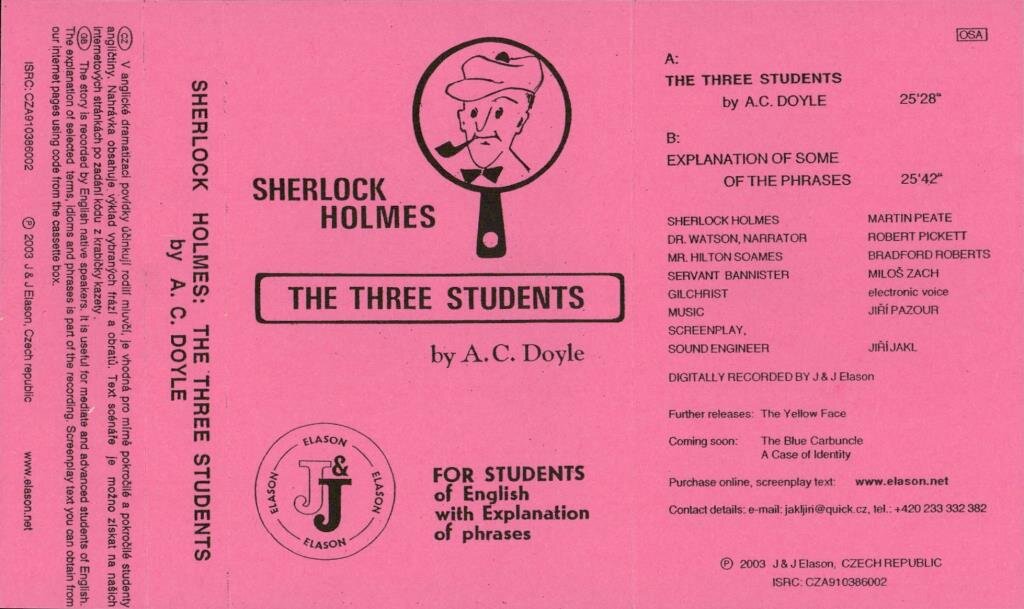 CZ V anglické dramatizaci povídky účinkují rodilí mluvčí, je vhodná pro mírně pokročilé a pokročilé studenty
angličtiny. Nahrávka obsahuje výklad vybraných frází a obratů. Text scénáře je možno získat na našich
internetových stránkách po zadání kódu z krabičky kazety.
GB The story is recorded by English native speakers. It is useful for mediate and advanced students of English.
The explanation of selected terms, idioms and phrases is part of the recording. Screenplay text you can obtain from
our internet pages using code from the cassette box.
ISRC: CZA910386002 Ⓟ 2003 J & J Elason, Czech republic www.elason.net
SHERLOCK HOLMES: THE THREE STUDENTS
by A. C. DOYLE
SHERLOCK
HOLMES
THE THREE STUDENTS
by A.C. Doyle
ELASON
ELASON
ELASON
ELASON
J&J
FOR STUDENTS
of English
with Explanation
of phrases
OSA
A:
THE THREE STUDENTS
by A.C. DOYLE 25'28"
B:
EXPLANATION OF SOME
OF THE PHRASES 25'42"
SHERLOCK HOLMES MARTIN PEATE
DR. WATSON, NARRATOR ROBERT PICKETT
MR. HILTON SOAMES BRADFORD ROBERTS
SERVANT BANNISTER MILOŠ ZACH
GILCHRIST electronic voice
MUSIC JIŘÍ PAZOUR
SCREENPLAY,
SOUND ENGINEER JIŘÍ JAKL
DIGITALLY RECORDED BY J & J Elason
Further releases: The Yellow Face
Coming soon: The Blue Carbuncle
A Case of Identity
Purchase online, screenplay text: www.elason.net
Contact details: e-mail: jakljiri@quick.cz, tel.: +420 233 332 382
Ⓟ 2003 J & J Elason, CZECH REPUBLIC
ISRC: CZA910386002